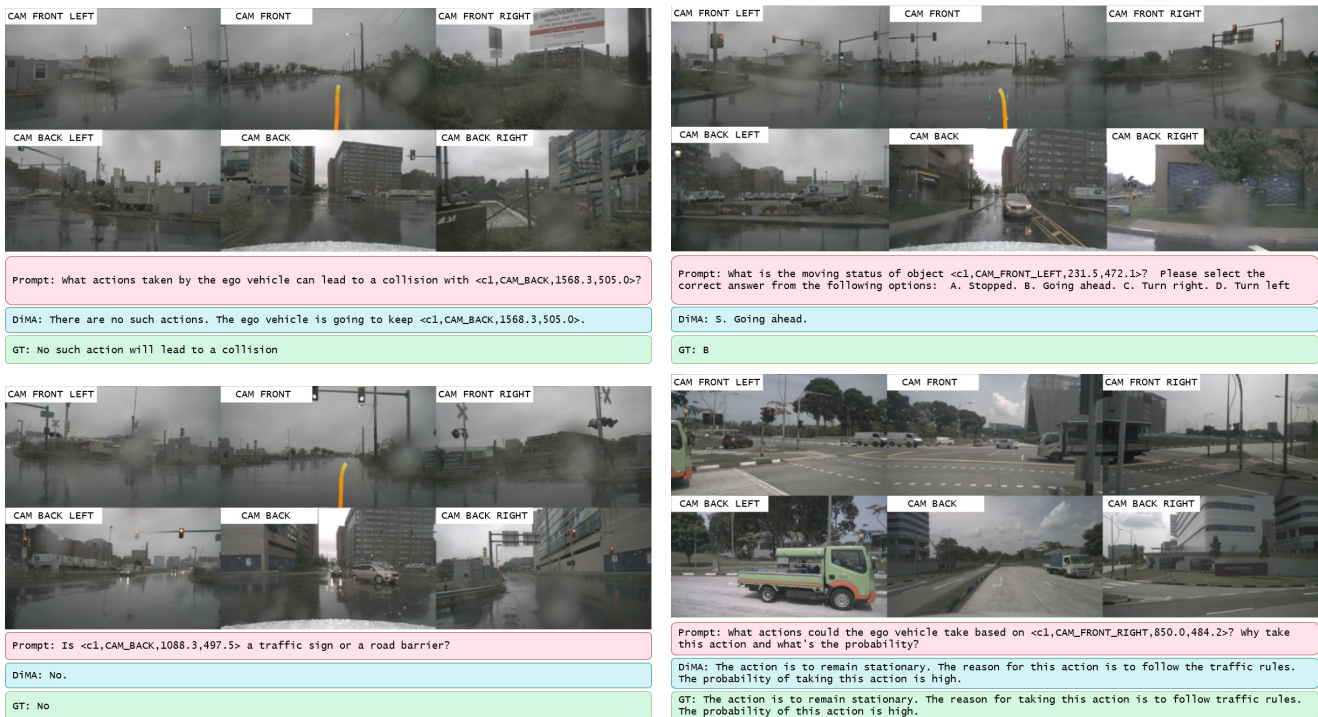 CAM FRONT LEFT
CAM FRONT
CAM FRONT RIGHT
E IMPROVEMENT
CAM BACK LEFT
CAM BACK
CAM BACK RIGHT
Prompt: What actions taken by the ego vehicle can lead to a collision with <c1,CAM_BACK,1568.3,505.0>?
DiMA: There are no such actions. The ego vehicle is going to keep <c1,CAM_BACK,1568.3,505.0>.
GT: No such action will lead to a collision
CAM FRONT LEFT
CAM FRONT
CAM FRONT RIGHT
CAM BACK LEFT
CAM BACK
CAM BACK RIGHT
Prompt: What is the moving status of object <c1,CAM_FRONT_LEFT,231.5,472.1>?  Please select the
correct answer from the following options:  A. Stopped. B. Going ahead. C. Turn right. D. Turn left
DiMA: S. Going ahead.
GT: B
CAM FRONT LEFT
CAM FRONT
CAM FRONT RIGHT
CAM BACK LEFT
CAM BACK
CAM BACK RIGHT
Prompt: Is <c1,CAM_BACK,1088.3,497.5> a traffic sign or a road barrier?
DiMA: No.
GT: No
CAM FRONT LEFT
CAM FRONT
CAM FRONT RIGHT
CAM BACK LEFT
CAM BACK
CAM BACK RIGHT
Prompt: What actions could the ego vehicle take based on <c1,CAM_FRONT_RIGHT,850.0,484.2>? Why take
this action and what's the probability?
DiMA: The action is to remain stationary. The reason for this action is to follow the traffic rules.
The probability of taking this action is high.
GT: The action is to remain stationary. The reason for taking this action is to follow traffic rules.
The probability of this action is high.